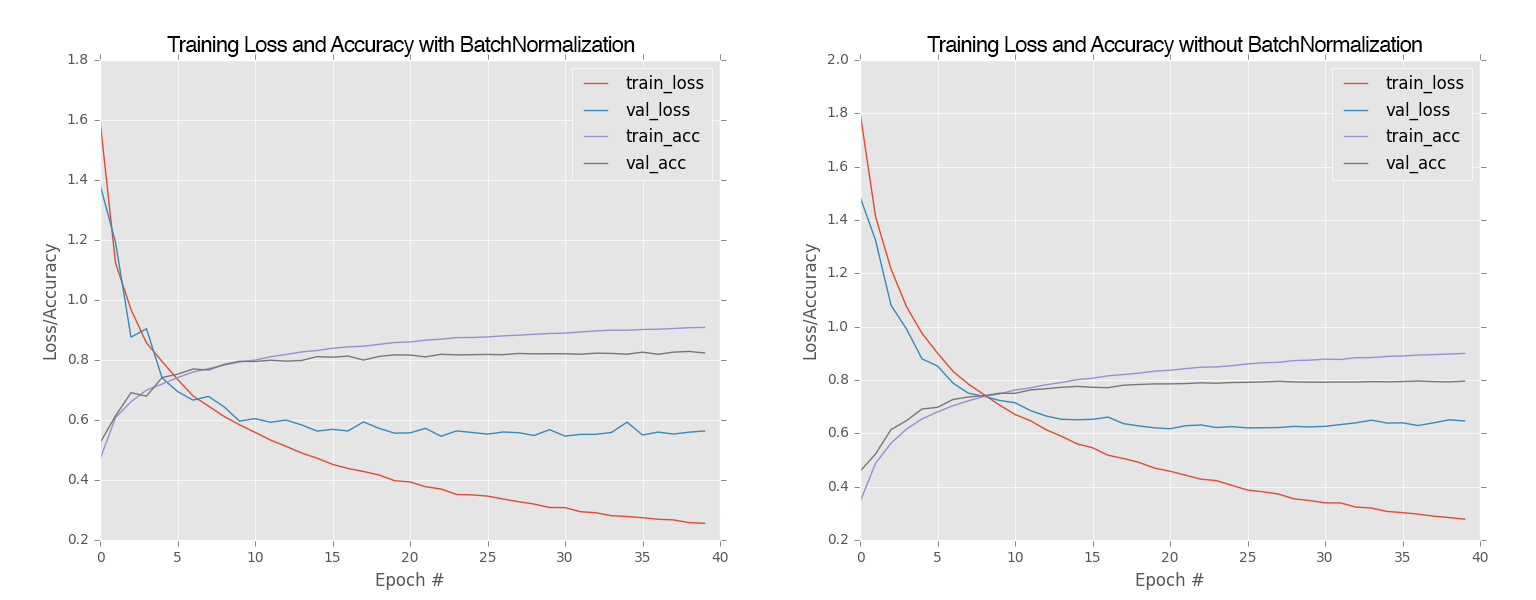 Training Loss and Accuracy with BatchNormalization
1.8
1.6
1.4
1.2
1.0
0.8
0.6
0.4
0.2
Loss/Accuracy
train_loss
val_loss
train_acc
val_acc
0 5 10 15 20 25 30 35 40
Epoch #
Training Loss and Accuracy without BatchNormalization
2.0
1.8
1.6
1.4
1.2
1.0
0.8
0.6
0.4
0.2
Loss/Accuracy
train_loss
val_loss
train_acc
val_acc
0 5 10 15 20 25 30 35 40
Epoch #